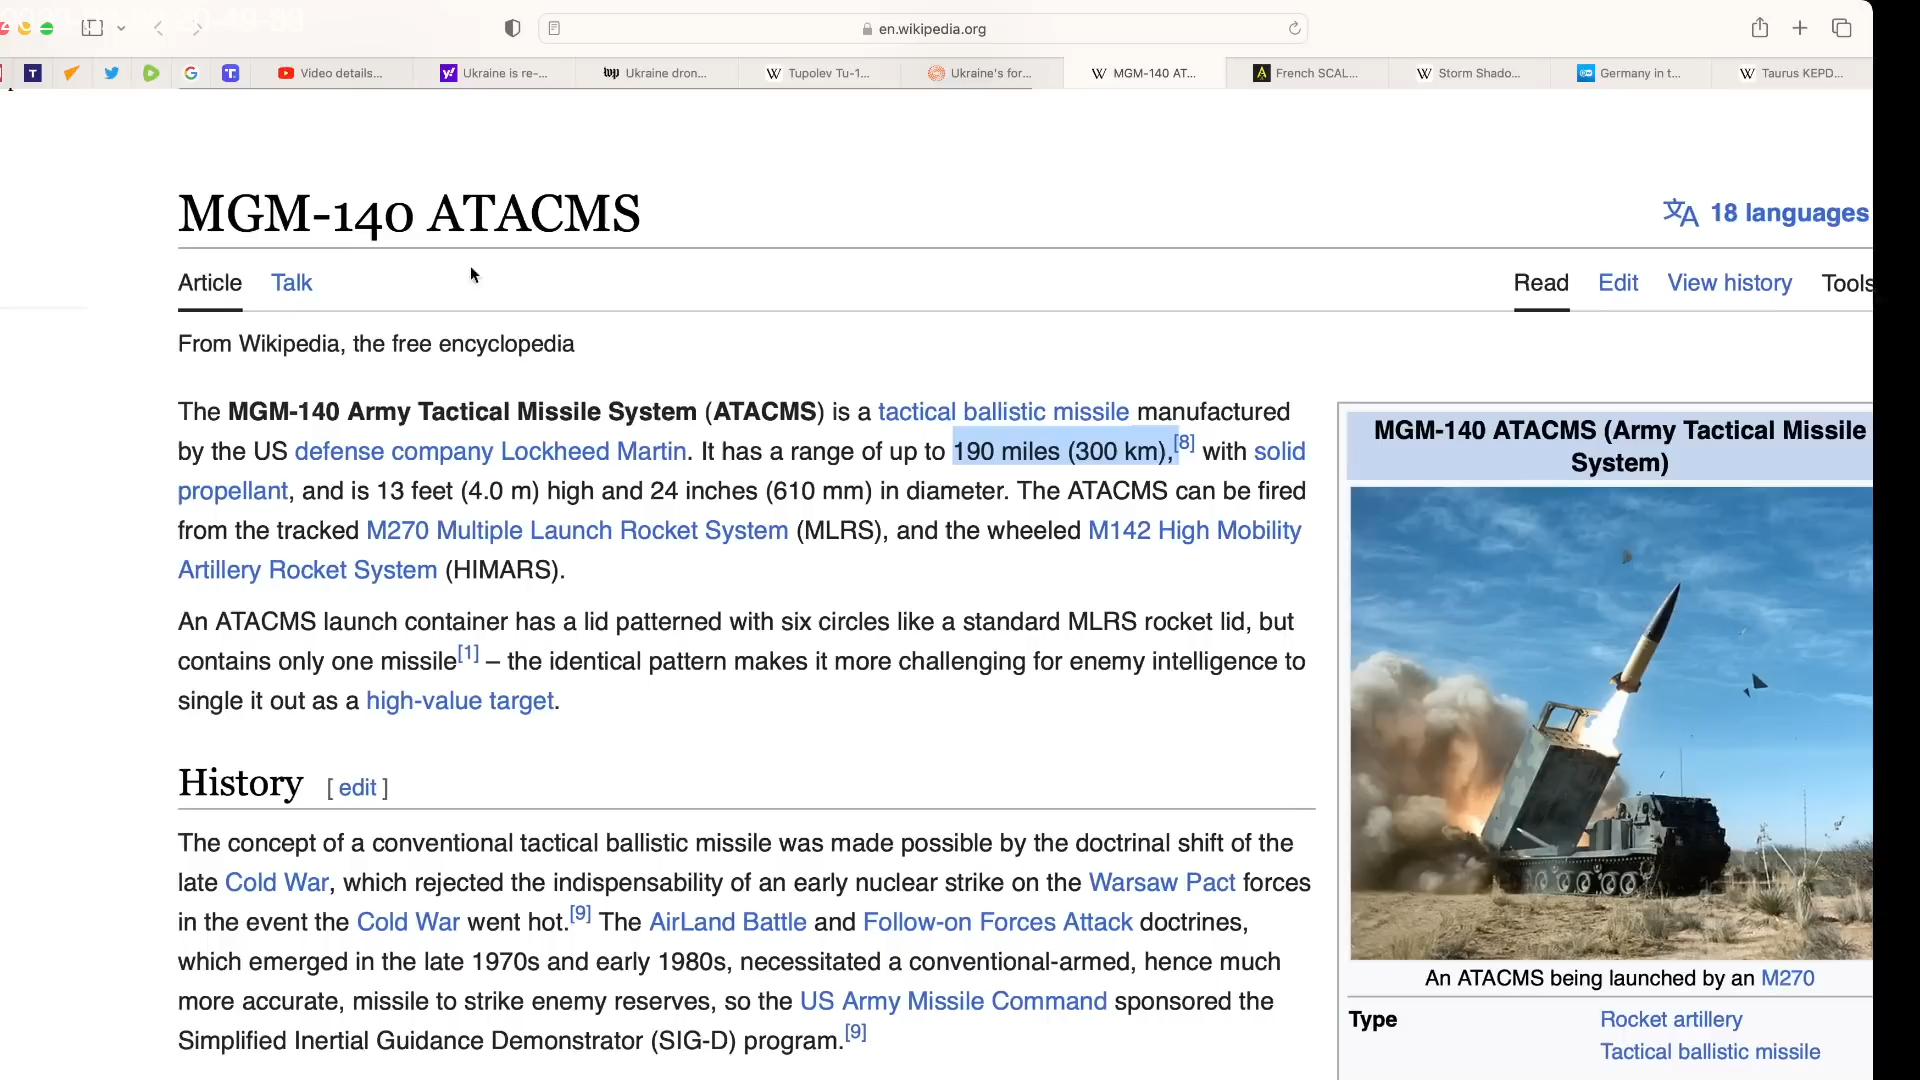 en.wikipedia.org
Video details...
Ukraine is re-...
Ukraine dron...
Tupolev Tu-1...
Ukraine's for...
MGM-140 AT...
French SCAL...
Storm Shado...
Germany in t...
Taurus KEPD...
MGM-140 ATACMS
18 languages
Article Talk
Read Edit View history Tools
From Wikipedia, the free encyclopedia
The MGM-140 Army Tactical Missile System (ATACMS) is a tactical ballistic missile manufactured
by the US defense company Lockheed Martin. It has a range of up to 190 miles (300 km),[8] with solid
propellant, and is 13 feet (4.0 m) high and 24 inches (610 mm) in diameter. The ATACMS can be fired
from the tracked M270 Multiple Launch Rocket System (MLRS), and the wheeled M142 High Mobility
Artillery Rocket System (HIMARS).
An ATACMS launch container has a lid patterned with six circles like a standard MLRS rocket lid, but
contains only one missile[1] – the identical pattern makes it more challenging for enemy intelligence to
single it out as a high-value target.
History [ edit ]
The concept of a conventional tactical ballistic missile was made possible by the doctrinal shift of the
late Cold War, which rejected the indispensability of an early nuclear strike on the Warsaw Pact forces
in the event the Cold War went hot.[9] The AirLand Battle and Follow-on Forces Attack doctrines,
which emerged in the late 1970s and early 1980s, necessitated a conventional-armed, hence much
more accurate, missile to strike enemy reserves, so the US Army Missile Command sponsored the
Simplified Inertial Guidance Demonstrator (SIG-D) program.[9]
MGM-140 ATACMS (Army Tactical Missile
System)
An ATACMS being launched by an M270
Type Rocket artillery
Tactical ballistic missile